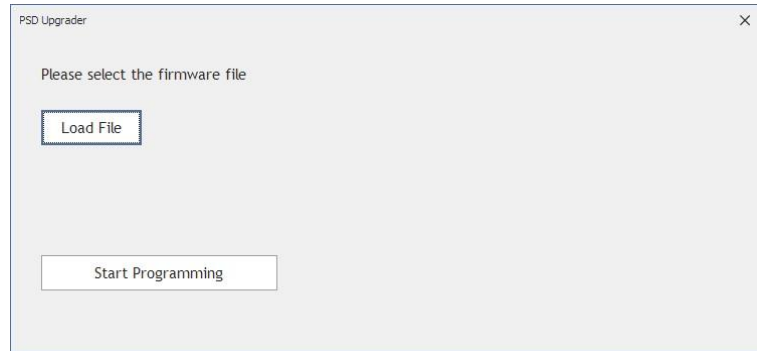 PSD Upgrader
Please select the firmware file
Load File
Start Programming